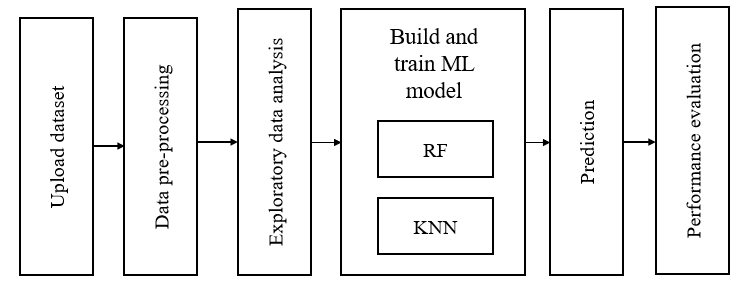 Upload dataset
Data pre-processing
Exploratory data analysis
Build and
train ML
model
RF
KNN
Prediction
Performance evaluation